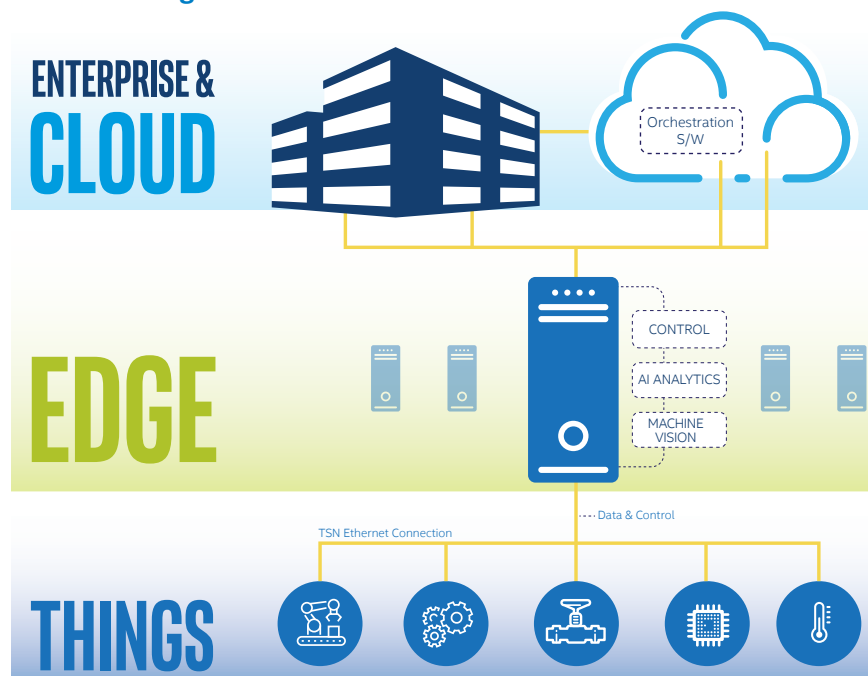 ENTERPRISE &
CLOUD
Orchestration
S/W
EDGE
CONTROL
AI ANALYTICS
MACHINE
VISION
Data & Control
TSN Ethernet Connection
THINGS